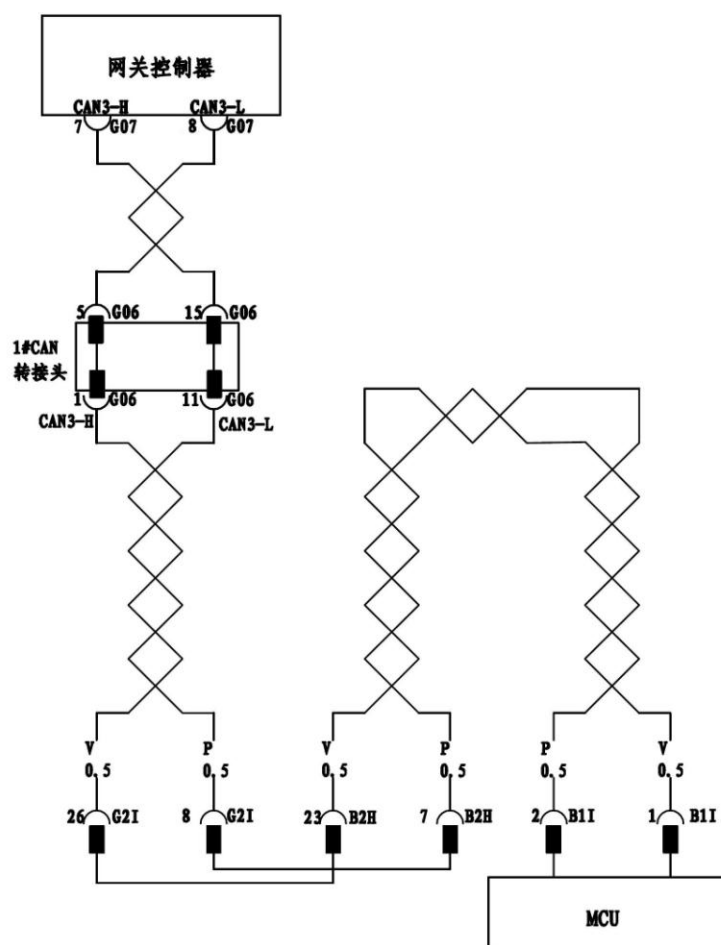 网关控制器
CAN3-H CAN3-L
7 G07 8 G07
5 G06 15 G06
1#CAN
转接头
1 G06 11 G06
CAN3-H CAN3-L
V P V P P V
0.5 0.5 0.5 0.5 0.5 0.5
26 G2I 8 G2I 23 B2H 7 B2H 2 B1I 1 B1I
MCU